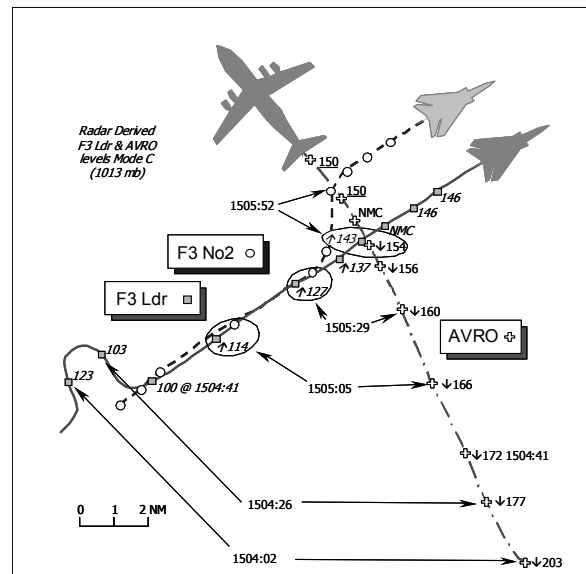 Radar Derived
F3 Ldr & AVRO
levels Mode C
(1013 mb)
150
150
1505:52
NMC
146
146
NMC
↑143
↓154
F3 No2
↑137
↓156
↑127
F3 Ldr
1505:29
↓160
AVRO
103
↑114
123
100 @ 1504:41
1505:05
↓166
↓172 1504:41
0 1 2 NM
1504:26
↓177
1504:02
↓203